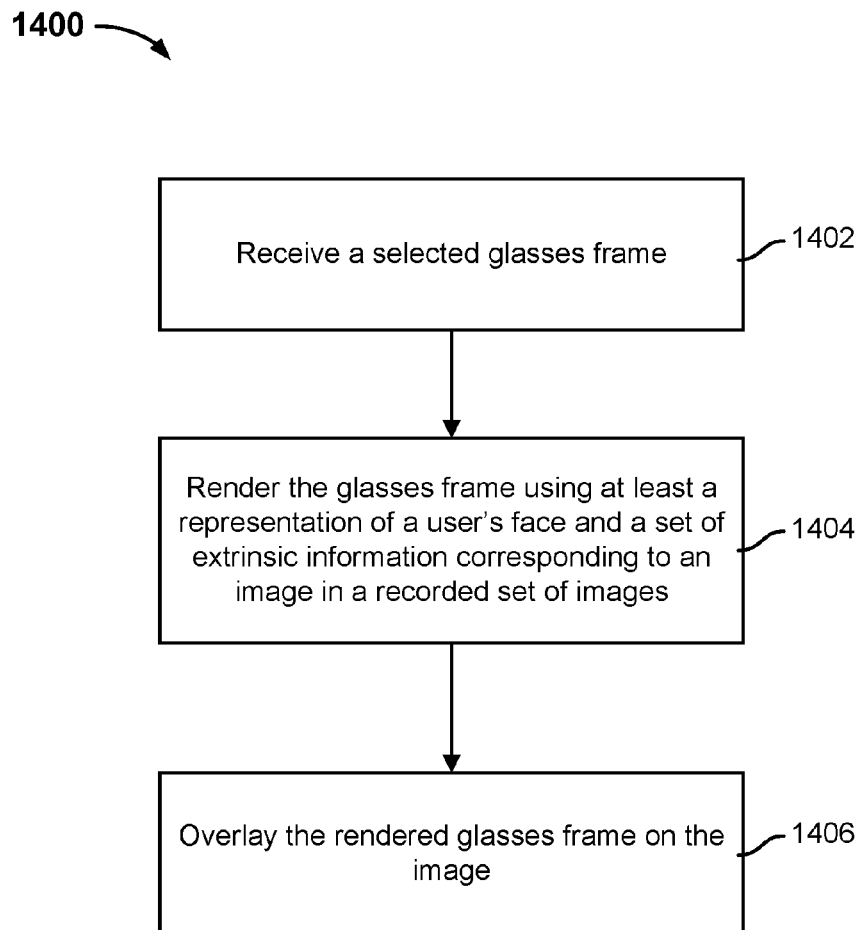 1400
Receive a selected glasses frame
1402
Render the glasses frame using at least a
representation of a user's face and a set of
extrinsic information corresponding to an
image in a recorded set of images
1404
Overlay the rendered glasses frame on the
image
1406